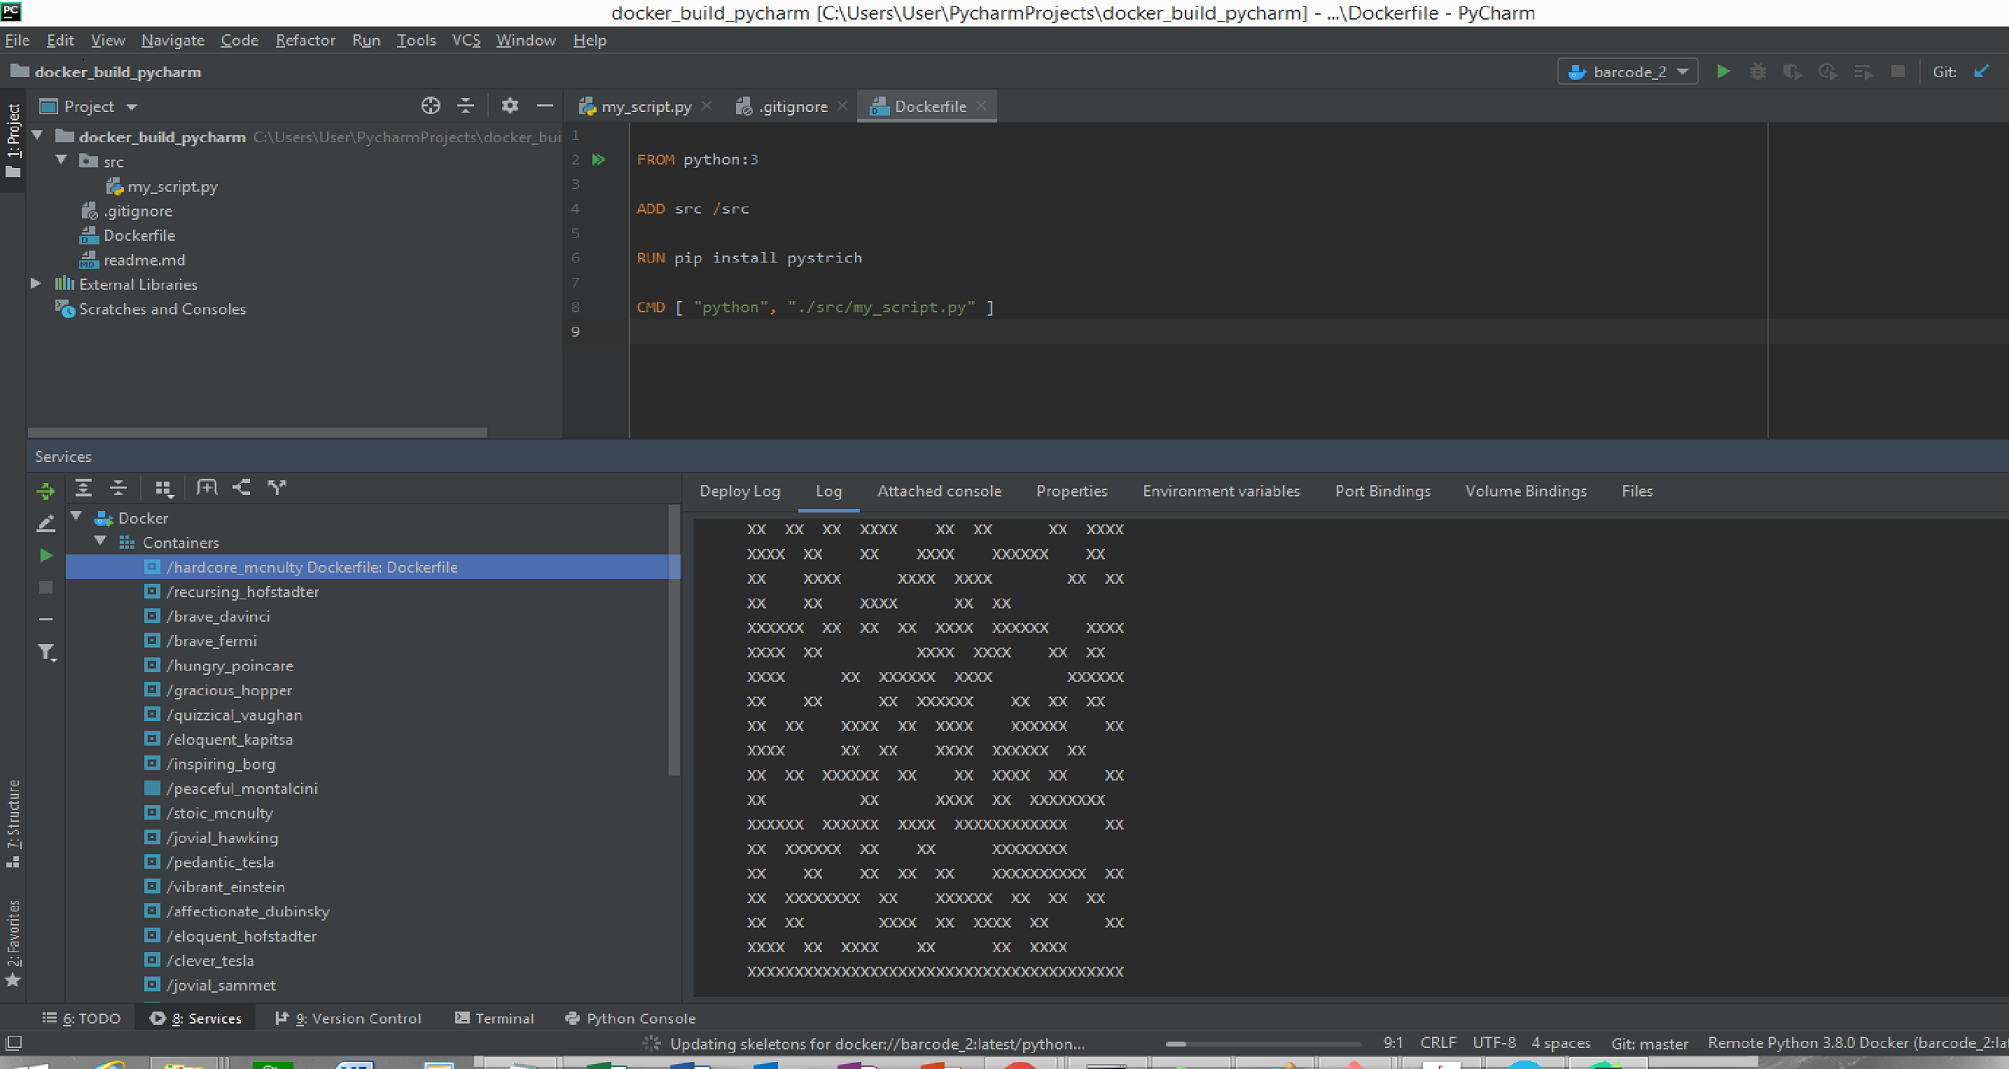 PC
docker_build_pycharm [C:\Users\User\PycharmProjects\docker_build_pycharm] - ...\Dockerfile - PyCharm
File Edit View Navigate Code Refactor Run Tools VCS Window Help
docker_build_pycharm
barcode_2
Git:
1: Project
Project
my_script.py
.gitignore
Dockerfile
docker_build_pycharm C:\Users\User\PycharmProjects\docker_bui
src
my_script.py
.gitignore
Dockerfile
readme.md
External Libraries
Scratches and Consoles
1
2 FROM python:3
3
4 ADD src /src
5
6 RUN pip install pystrich
7
8 CMD [ "python", "./src/my_script.py" ]
9
Services
Docker
Containers
/hardcore_mcnulty Dockerfile: Dockerfile
/recursing_hofstadter
/brave_davinci
/brave_fermi
/hungry_poincare
/gracious_hopper
/quizzical_vaughan
/eloquent_kapitsa
/inspiring_borg
/peaceful_montalcini
/stoic_mcnulty
/jovial_hawking
/pedantic_tesla
/vibrant_einstein
/affectionate_dubinsky
/eloquent_hofstadter
/clever_tesla
/jovial_sammet
Deploy Log Log Attached console Properties Environment variables Port Bindings Volume Bindings Files
XX  XX  XX  XXXX    XX  XX      XX  XXXX
XXXX  XX    XX    XXXX    XXXXXX    XX
XX    XXXX      XXXX  XXXX        XX  XX
XX    XX    XXXX      XX  XX
XXXXXX  XX  XX  XX  XXXX  XXXXXX    XXXX
XXXX  XX          XXXX  XXXX    XX  XX
XXXX      XX  XXXXXX  XXXX        XXXXXX
XX    XX      XX  XXXXXX    XX  XX  XX
XX  XX    XXXX  XX  XXXX    XXXXXX    XX
XXXX      XX  XX    XXXX  XXXXXX  XX
XX  XX  XXXXXX  XX    XX  XXXX  XX    XX
XX          XX      XXXX  XX  XXXXXXXX
XXXXXX  XXXXXX  XXXX  XXXXXXXXXXXX    XX
XX  XXXXXX  XX    XX      XXXXXXXX
XX    XX    XX  XX  XX    XXXXXXXXXX  XX
XX  XXXXXXXX  XX    XXXXXX  XX  XX  XX
XX  XX        XXXX  XX  XXXX  XX      XX
XXXX  XX  XXXX    XX      XX  XXXX
XXXXXXXXXXXXXXXXXXXXXXXXXXXXXXXXXXXXXXXX
7: Structure
2: Favorites
6: TODO 8: Services 9: Version Control Terminal Python Console
Updating skeletons for docker://barcode_2:latest/python... 9:1 CRLF UTF-8 4 spaces Git: master Remote Python 3.8.0 Docker (barcode_2:la